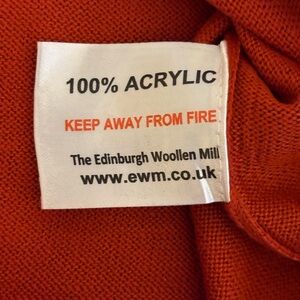 100% ACRYLIC
KEEP AWAY FROM FIRE
The Edinburgh Woollen Mill
www.ewm.co.uk